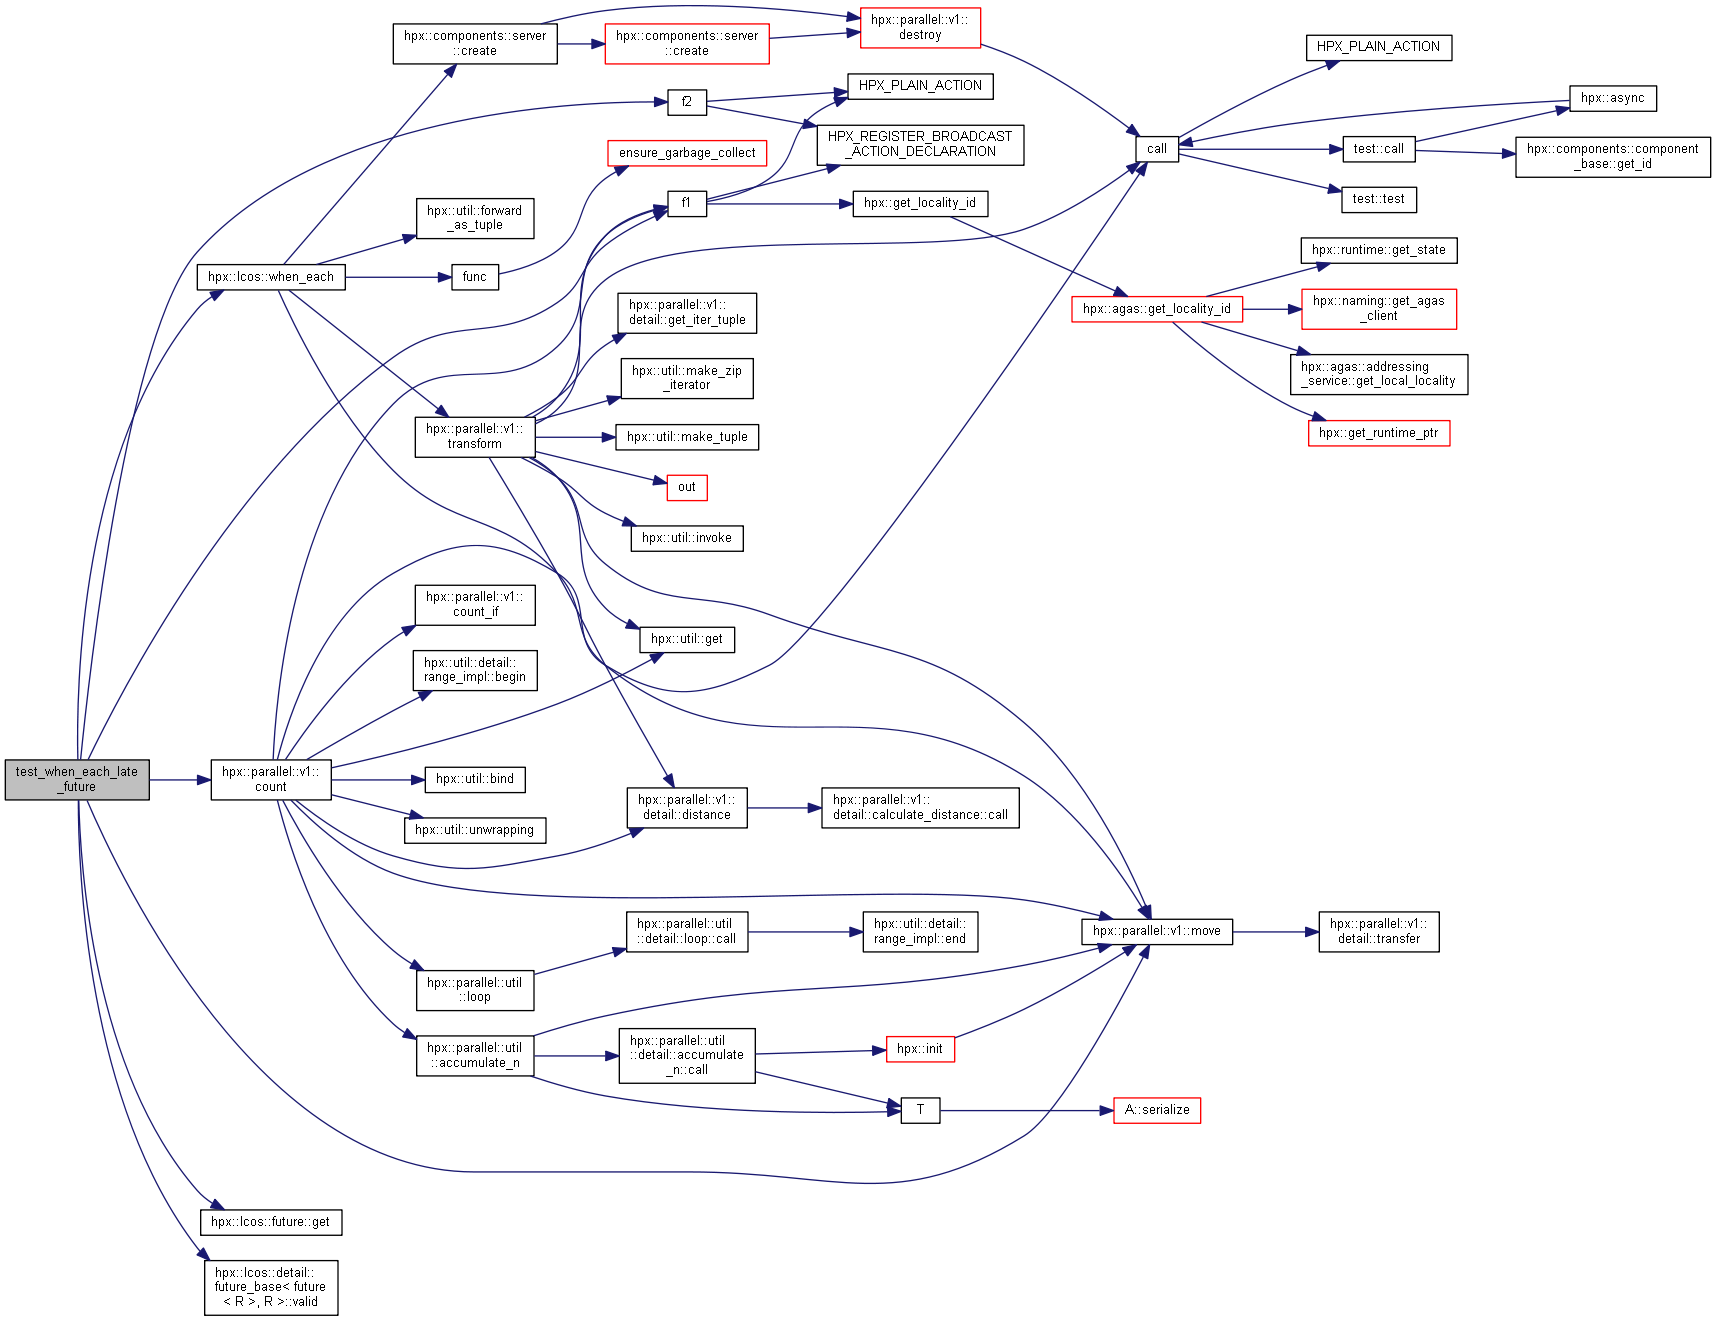 test_when_each_late
_future
hpx::lcos::when_each
hpx::parallel::v1::
count
hpx::lcos::future::get
hpx::lcos::detail::
future_base< future
< R >, R >::valid
hpx::components::server
::create
hpx::util::forward
_as_tuple
func
hpx::parallel::v1::
transform
hpx::parallel::v1::
count_if
hpx::util::detail::
range_impl::begin
hpx::util::bind
hpx::util::unwrapping
hpx::parallel::util
::loop
hpx::parallel::util
::accumulate_n
hpx::components::server
::create
f2
ensure_garbage_collect
f1
hpx::parallel::v1::
detail::get_iter_tuple
hpx::util::make_zip
_iterator
hpx::util::make_tuple
out
hpx::util::invoke
hpx::util::get
hpx::parallel::v1::
detail::distance
hpx::parallel::util
::detail::loop::call
hpx::parallel::util
::detail::accumulate
_n::call
hpx::parallel::v1::
destroy
HPX_PLAIN_ACTION
HPX_REGISTER_BROADCAST
_ACTION_DECLARATION
hpx::get_locality_id
hpx::parallel::v1::
detail::calculate_distance::call
hpx::util::detail::
range_impl::end
hpx::init
T
call
hpx::agas::get_locality_id
hpx::parallel::v1::move
A::serialize
HPX_PLAIN_ACTION
test::call
test::test
hpx::runtime::get_state
hpx::naming::get_agas
_client
hpx::agas::addressing
_service::get_local_locality
hpx::get_runtime_ptr
hpx::parallel::v1::
detail::transfer
hpx::async
hpx::components::component
_base::get_id